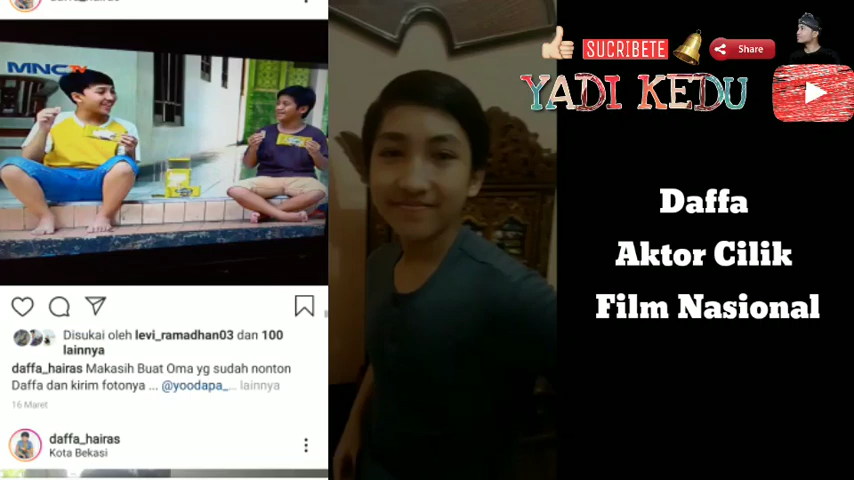 daffa_hairas
MNCTV
Disukai oleh levi_ramadhan03 dan 100
lainnya
daffa_hairas Makasih Buat Oma yg sudah nonton
Daffa dan kirim fotonya ... @yoodapa_... lainnya
16 Maret
daffa_hairas
Kota Bekasi
SUCRIBETE
Share
YADI KEDU
Daffa
Aktor Cilik
Film Nasional